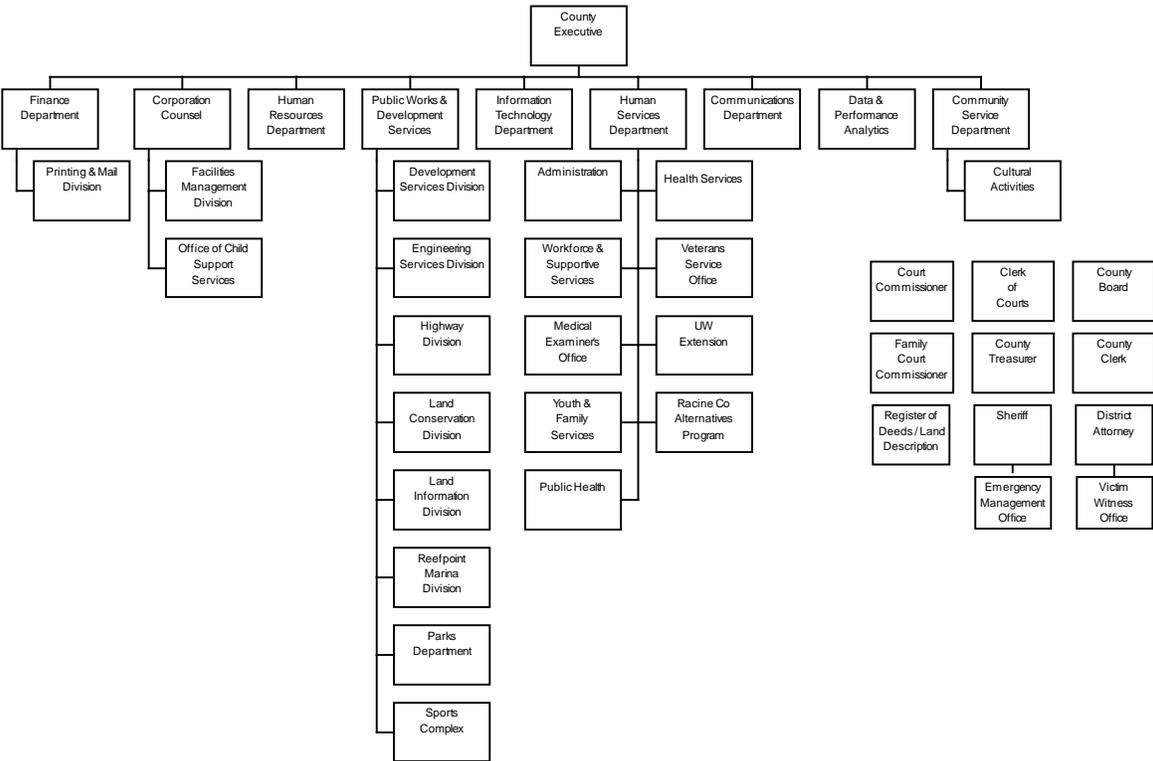 County
Executive
Finance
Department
Corporation
Counsel
Human
Resources
Department
Public Works &
Development
Services
Information
Technology
Department
Human
Services
Department
Communications
Department
Data &
Performance
Analytics
Community
Service
Department
Printing & Mail
Division
Facilities
Management
Division
Office of Child
Support
Services
Development
Services Division
Engineering
Services Division
Highway
Division
Land
Conservation
Division
Land
Information
Division
Reefpoint
Marina
Division
Parks
Department
Sports
Complex
Administration
Health Services
Workforce &
Supportive
Services
Veterans
Service
Office
Medical
Examiner's
Office
UW
Extension
Youth &
Family
Services
Racine Co
Alternatives
Program
Public Health
Cultural
Activities
Court
Commissioner
Clerk
of
Courts
County
Board
Family
Court
Commissioner
County
Treasurer
County
Clerk
Register of
Deeds / Land
Description
Sheriff
District
Attorney
Emergency
Management
Office
Victim
Witness
Office